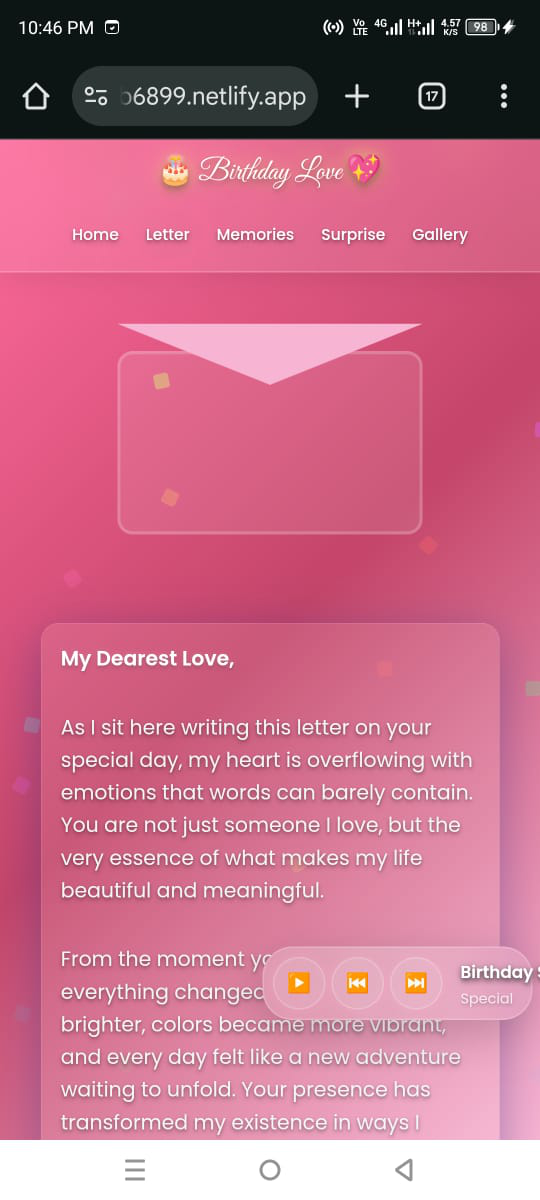 10:46 PM Vo LTE 4G H+ 4.57 K/S 98
b6899.netlify.app 17
🎂 Birthday Love 💖
Home Letter Memories Surprise Gallery
My Dearest Love,
As I sit here writing this letter on your
special day, my heart is overflowing with
emotions that words can barely contain.
You are not just someone I love, but the
very essence of what makes my life
beautiful and meaningful.
From the moment
everything changed
brighter, colors became more vibrant,
and every day felt like a new adventure
waiting to unfold. Your presence has
transformed my existence in ways I
Birthday S
Special